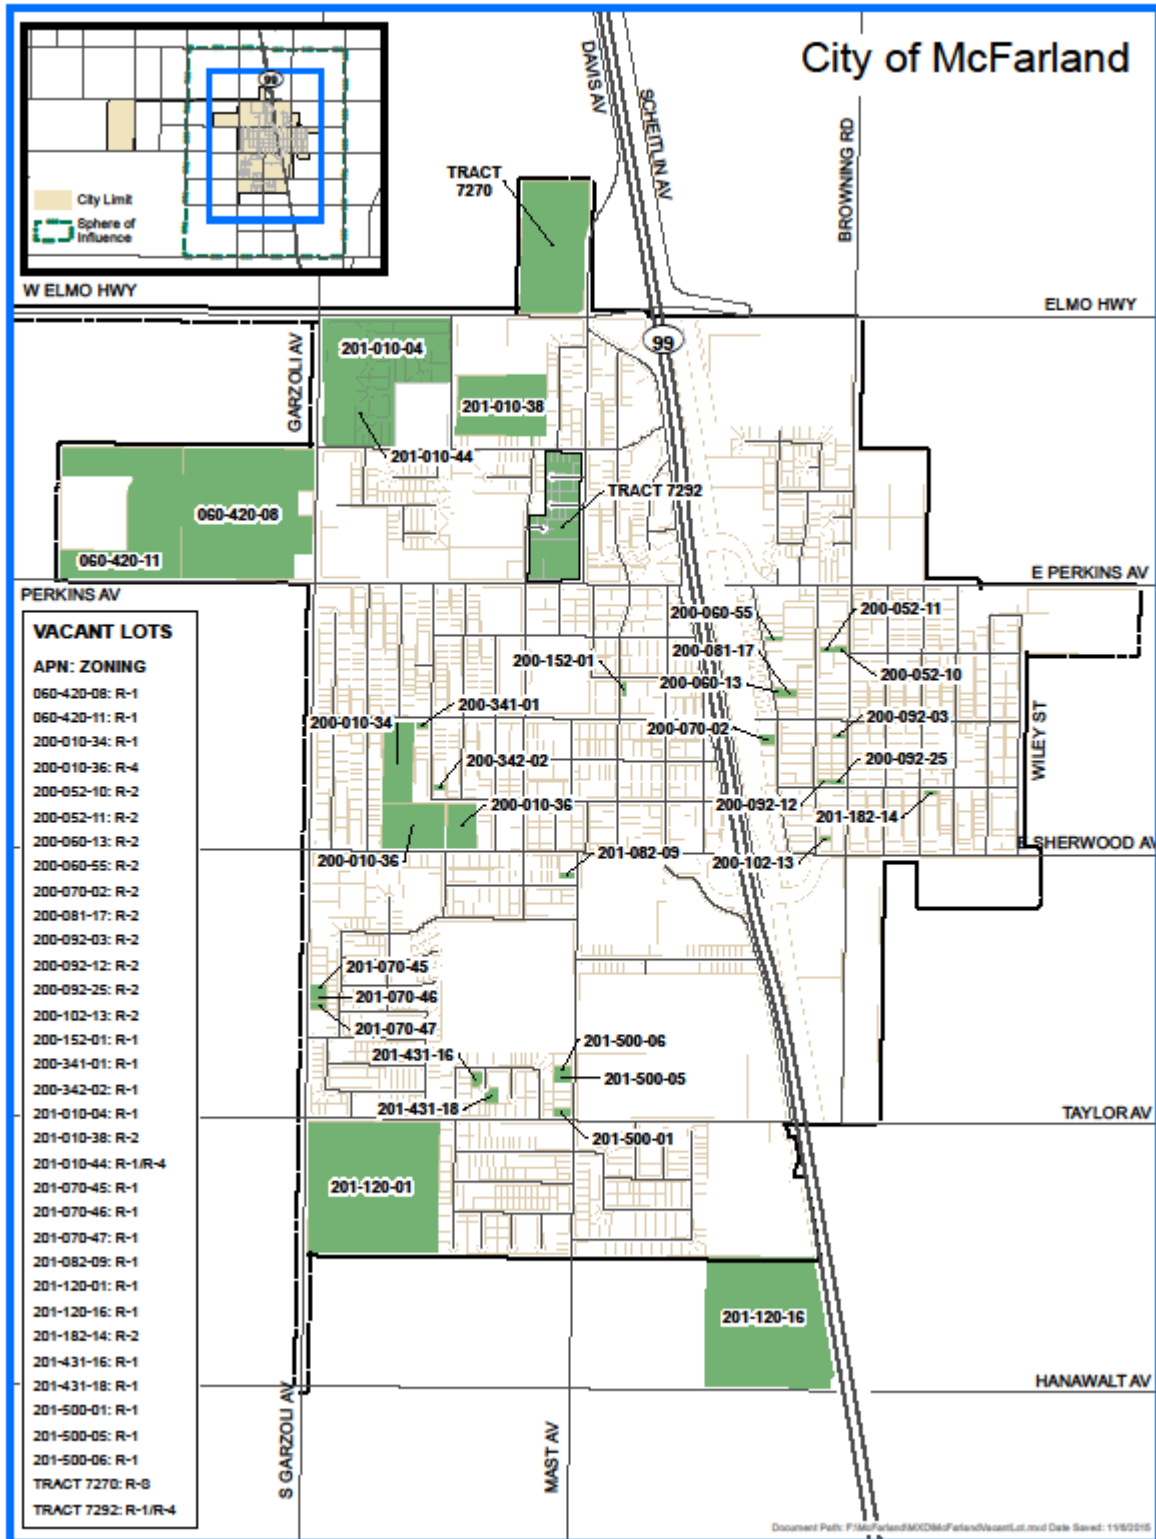 City of McFarland
99
City Limit
Sphere of
Influence
DAVIS AV
SCHEITLIN AV
BROWNING RD
TRACT
7270
W ELMO HWY
ELMO HWY
99
GARZOLI AV
201-010-04
201-010-38
201-010-44
TRACT 7292
060-420-08
060-420-11
E PERKINS AV
PERKINS AV
200-060-55
200-052-11
200-081-17
200-152-01
200-052-10
200-060-13
200-341-01
200-010-34
200-070-02
200-092-03
WILEY ST
200-342-02
200-092-25
200-010-36
200-092-12
201-182-14
E SHERWOOD AV
200-010-36
201-082-09
200-102-13
201-070-45
201-070-46
201-070-47
201-500-06
201-431-16
201-500-05
201-431-18
TAYLOR AV
201-500-01
201-120-01
201-120-16
HANAWALT AV
S GARZOLI AV
MAST AV
VACANT LOTS
APN: ZONING
060-420-08: R-1
060-420-11: R-1
200-010-34: R-1
200-010-36: R-4
200-052-10: R-2
200-052-11: R-2
200-060-13: R-2
200-060-55: R-2
200-070-02: R-2
200-081-17: R-2
200-092-03: R-2
200-092-12: R-2
200-092-25: R-2
200-102-13: R-2
200-152-01: R-1
200-341-01: R-1
200-342-02: R-1
201-010-04: R-1
201-010-38: R-2
201-010-44: R-1/R-4
201-070-45: R-1
201-070-46: R-1
201-070-47: R-1
201-082-09: R-1
201-120-01: R-1
201-120-16: R-1
201-182-14: R-2
201-431-16: R-1
201-431-18: R-1
201-500-01: R-1
201-500-05: R-1
201-500-06: R-1
TRACT 7270: R-3
TRACT 7292: R-1/R-4
Document Path: F:\McFarland\MXD\McFarlandVacantLot.mxd Date Saved: